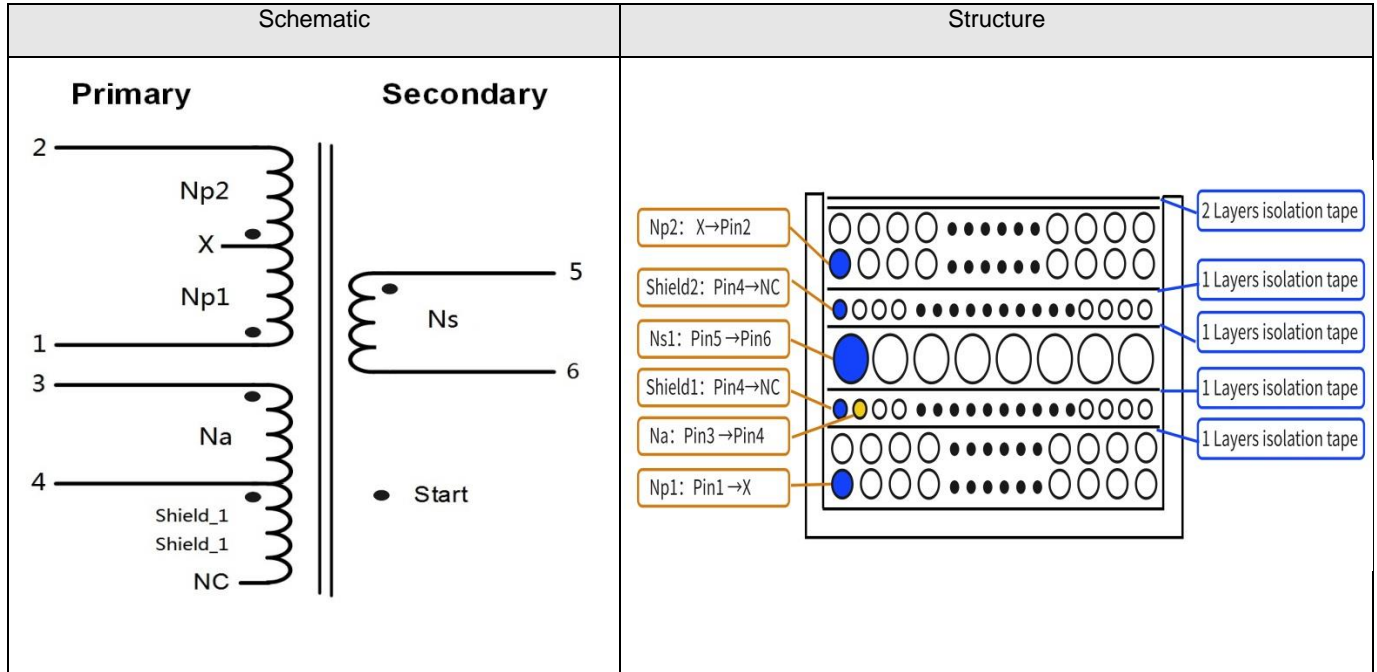 Schematic
Structure
Primary
Secondary
2
Np2
X
Np1
1
3
Na
4
Shield_1
Shield_1
NC
5
Ns
6
Start
Np2: X→Pin2
Shield2: Pin4→NC
Ns1: Pin5→Pin6
Shield1: Pin4→NC
Na: Pin3→Pin4
Np1: Pin1→X
2 Layers isolation tape
1 Layers isolation tape
1 Layers isolation tape
1 Layers isolation tape
1 Layers isolation tape